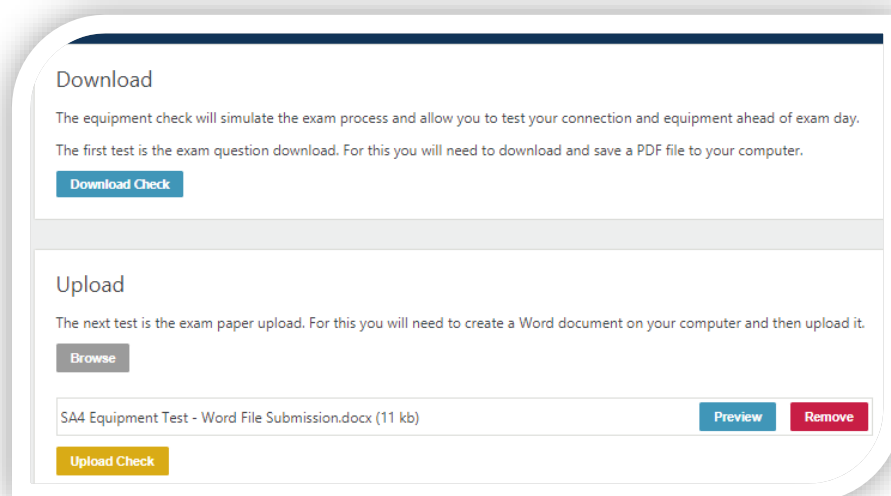 Download
The equipment check will simulate the exam process and allow you to test your connection and equipment ahead of exam day.
The first test is the exam question download. For this you will need to download and save a PDF file to your computer.
Download Check
Upload
The next test is the exam paper upload. For this you will need to create a Word document on your computer and then upload it.
Browse
SA4 Equipment Test - Word File Submission.docx (11 kb) Preview Remove
Upload Check